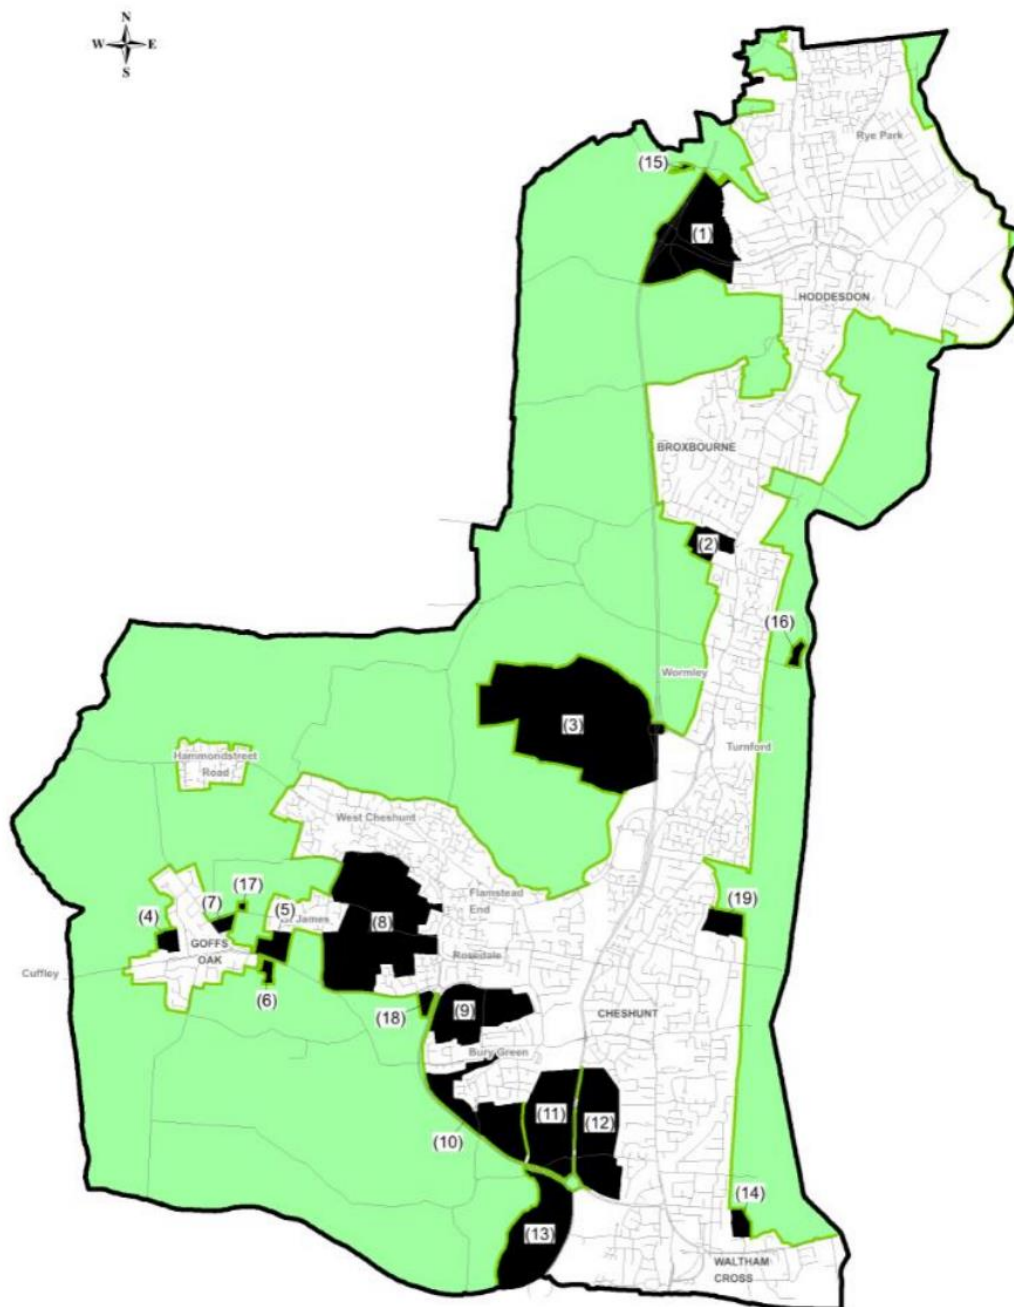 N
W E
S
Rye Park
(15)
(1)
HODDESDON
BROXBOURNE
(2)
(16)
Wormley
(3)
Turnford
Hammondstreet
Road
West Cheshunt
Flamstead
End
(17)
(7)
(5)
(4)
St James
(8)
(19)
GOFFS
OAK
Rosedale
Cuffley
(6)
(18)
(9)
CHESHUNT
Bury Green
(11)
(12)
(10)
(14)
(13)
WALTHAM
CROSS